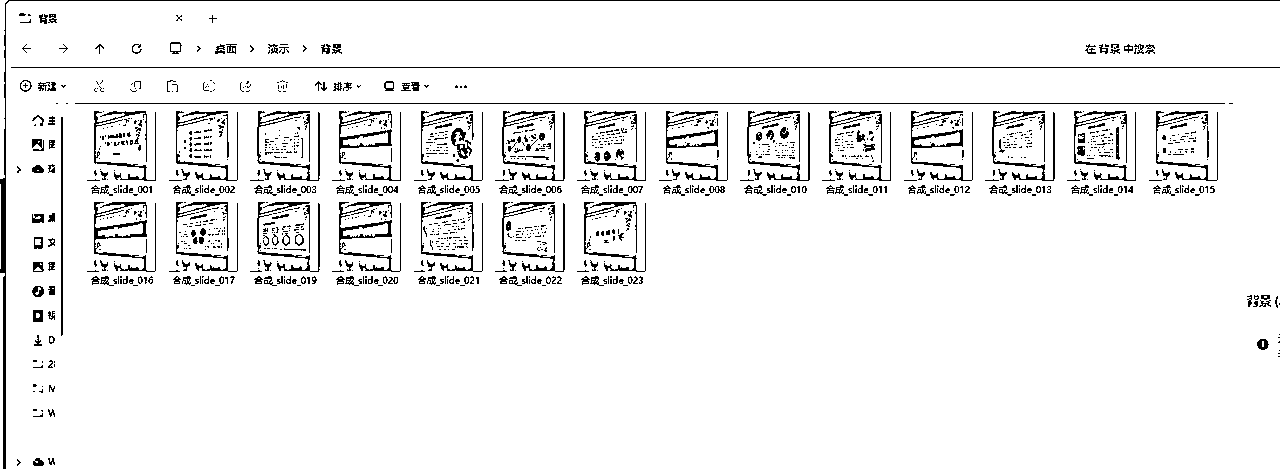 背景
桌面 演示 背景
在 背景 中搜索
新建 排序 查看
合成_slide_001 合成_slide_002 合成_slide_003 合成_slide_004 合成_slide_005 合成_slide_006 合成_slide_007 合成_slide_008 合成_slide_010 合成_slide_011 合成_slide_012 合成_slide_013 合成_slide_014 合成_slide_015
合成_slide_016 合成_slide_017 合成_slide_019 合成_slide_020 合成_slide_021 合成_slide_022 合成_slide_023
背景 (
D
2
W
W